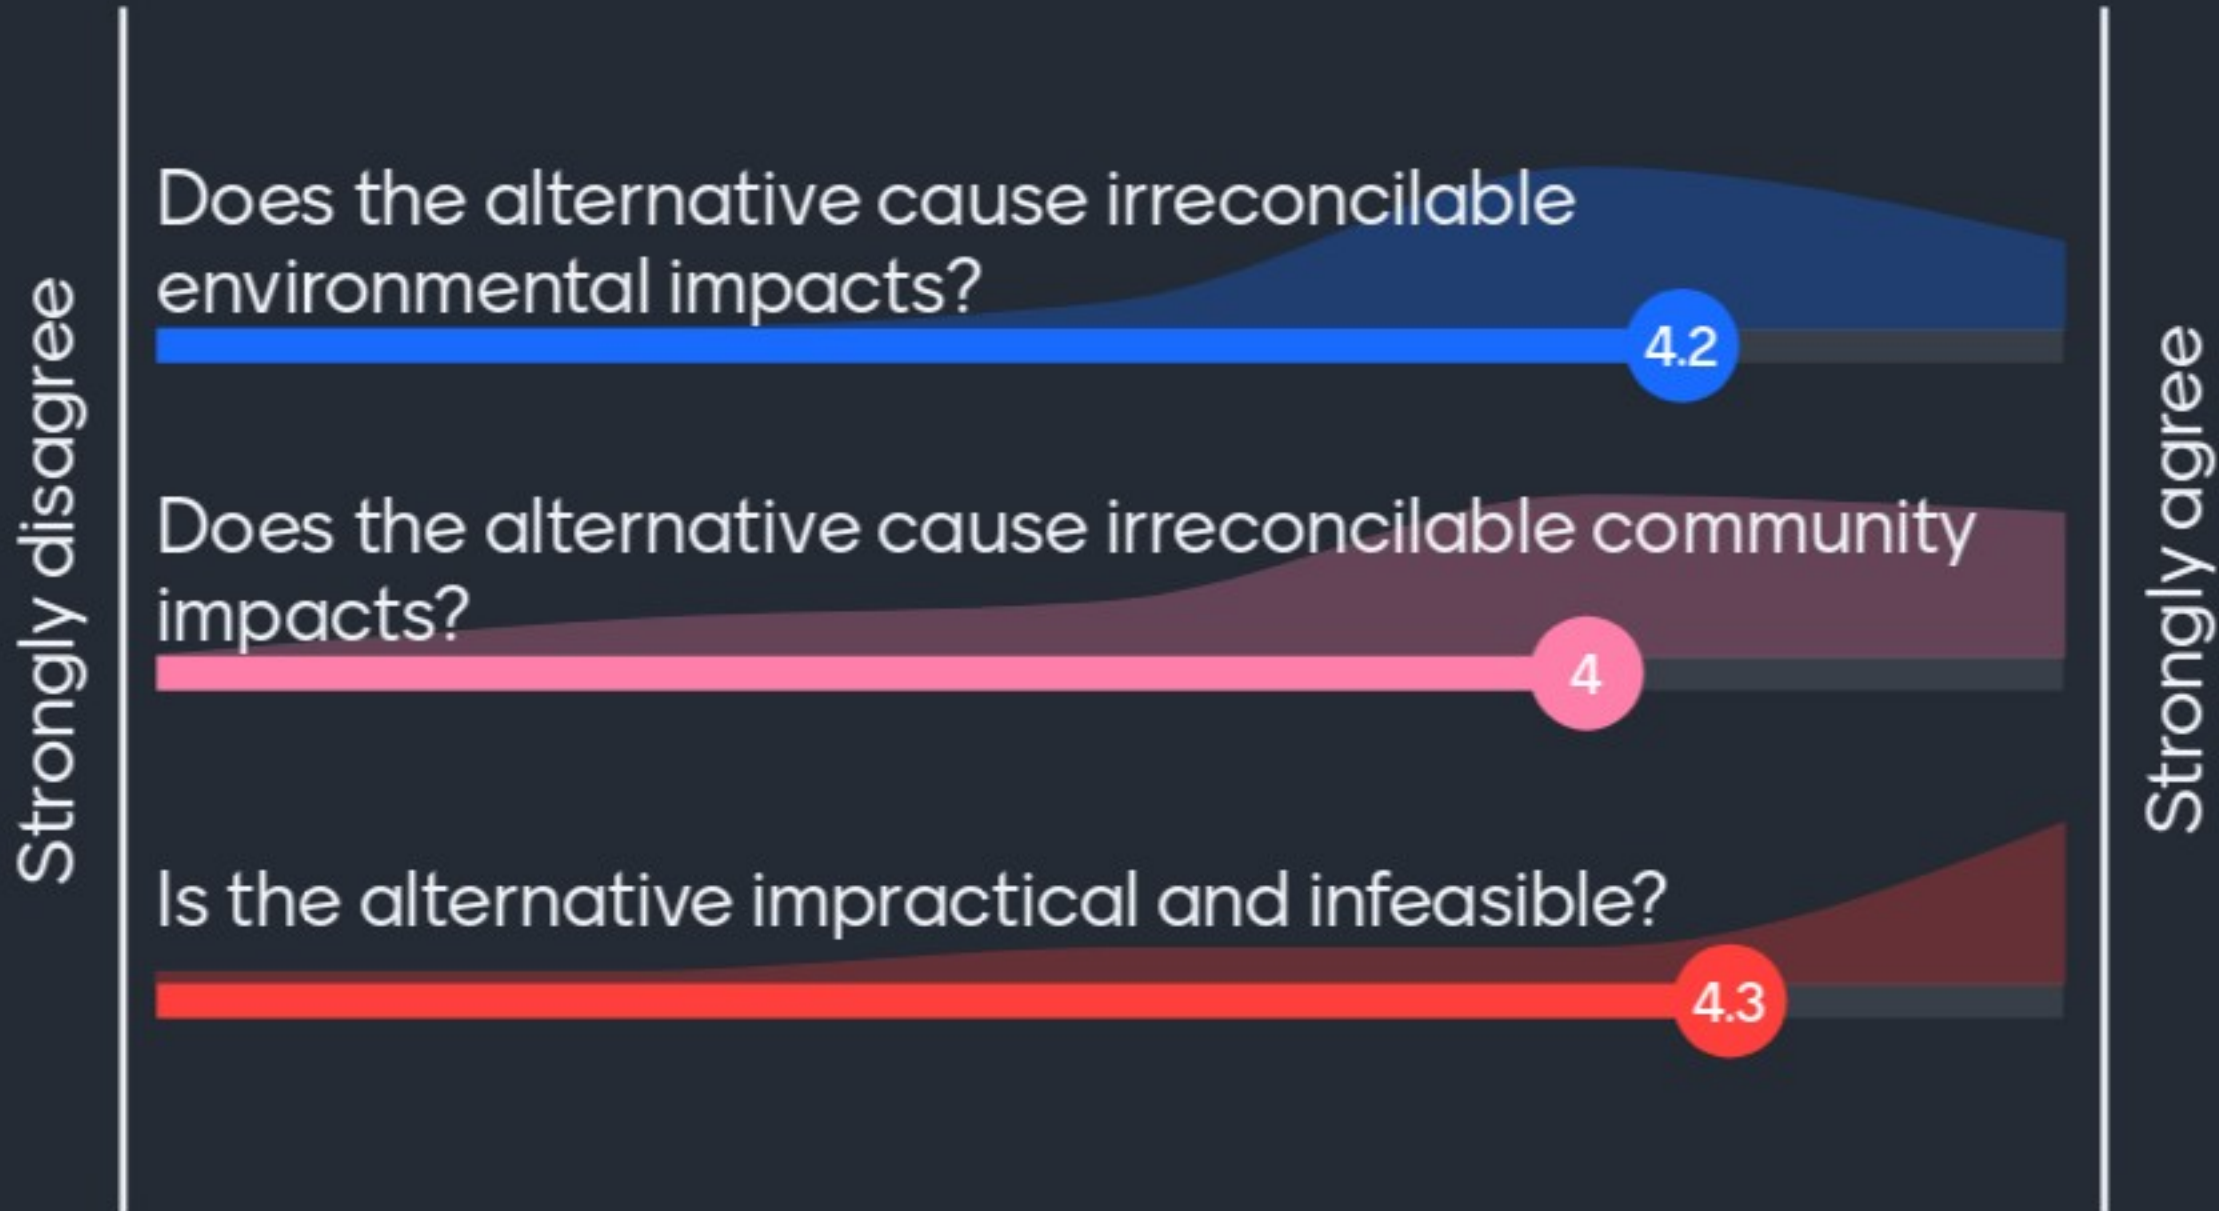 Strongly disagree
Does the alternative cause irreconcilable
environmental impacts?
4.2
Does the alternative cause irreconcilable community
impacts?
4
Is the alternative impractical and infeasible?
4.3
Strongly agree